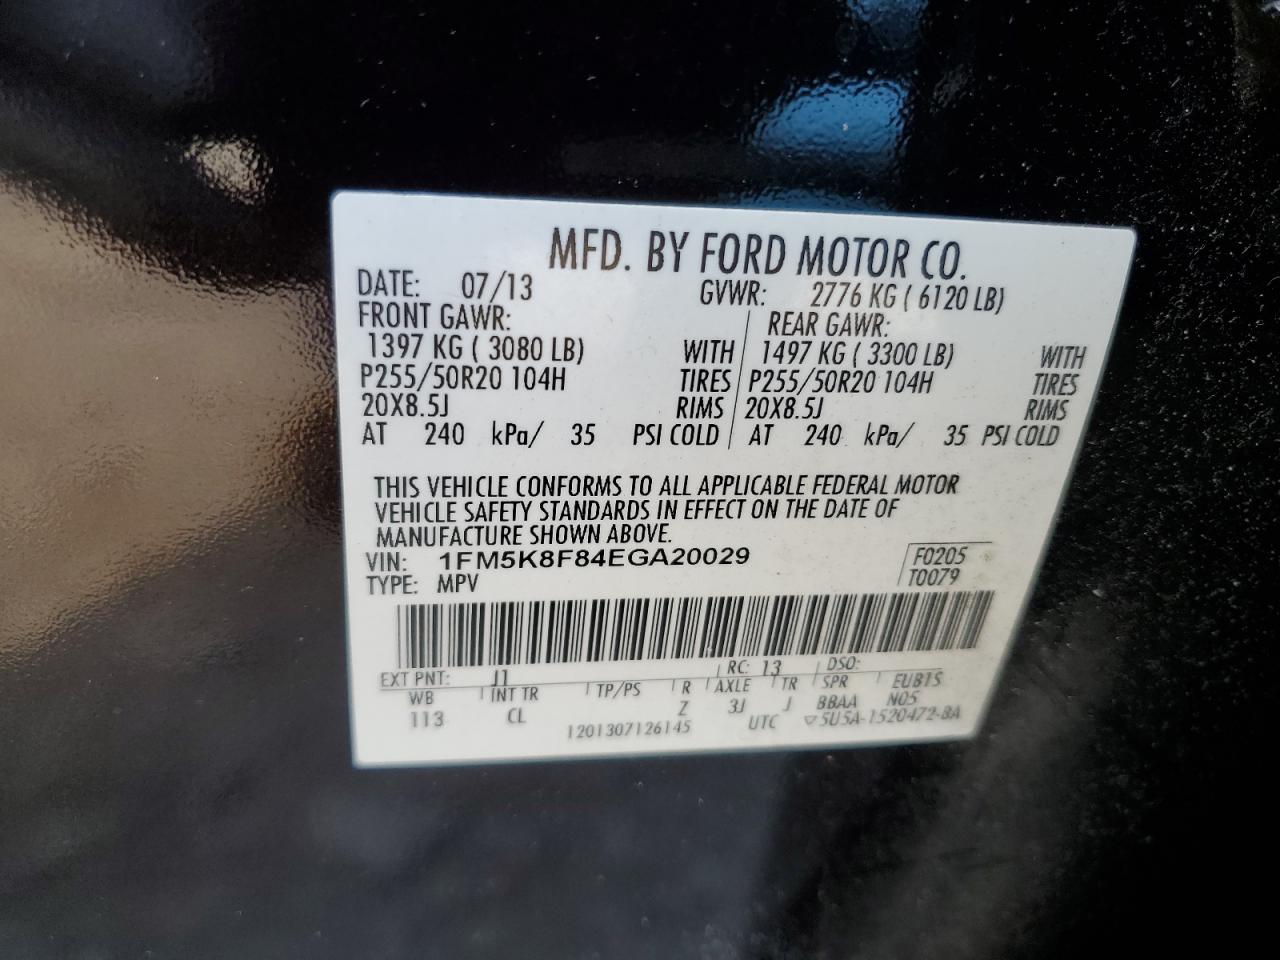 MFD. BY FORD MOTOR CO.
DATE: 07/13 GVWR: 2776 KG ( 6120 LB)
FRONT GAWR: REAR GAWR:
1397 KG ( 3080 LB) WITH 1497 KG ( 3300 LB) WITH
P255/50R20 104H TIRES P255/50R20 104H TIRES
20X8.5J RIMS 20X8.5J RIMS
AT 240 kPa/ 35 PSI COLD AT 240 kPa/ 35 PSI COLD
THIS VEHICLE CONFORMS TO ALL APPLICABLE FEDERAL MOTOR
VEHICLE SAFETY STANDARDS IN EFFECT ON THE DATE OF
MANUFACTURE SHOWN ABOVE.
VIN: 1FM5K8F84EGA20029 F0205
TYPE: MPV T0079
EXT PNT: J1 RC: 13 DSO:
WB INT TR TP/PS R AXLE TR SPR EUB15
113 CL Z 3J J BBAA N05
1201307126145 UTC ▽5U5A-1520472-BA